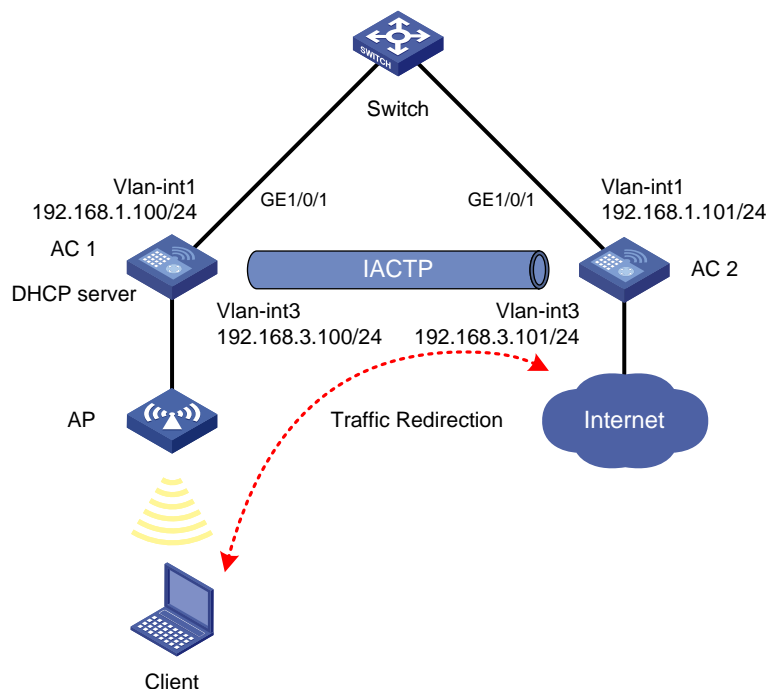 SWITCH
Switch
Vlan-int1
192.168.1.100/24
GE1/0/1
GE1/0/1
Vlan-int1
192.168.1.101/24
AC 1
DHCP server
IACTP
AC 2
Vlan-int3
192.168.3.100/24
Vlan-int3
192.168.3.101/24
AP
Traffic Redirection
Internet
Client